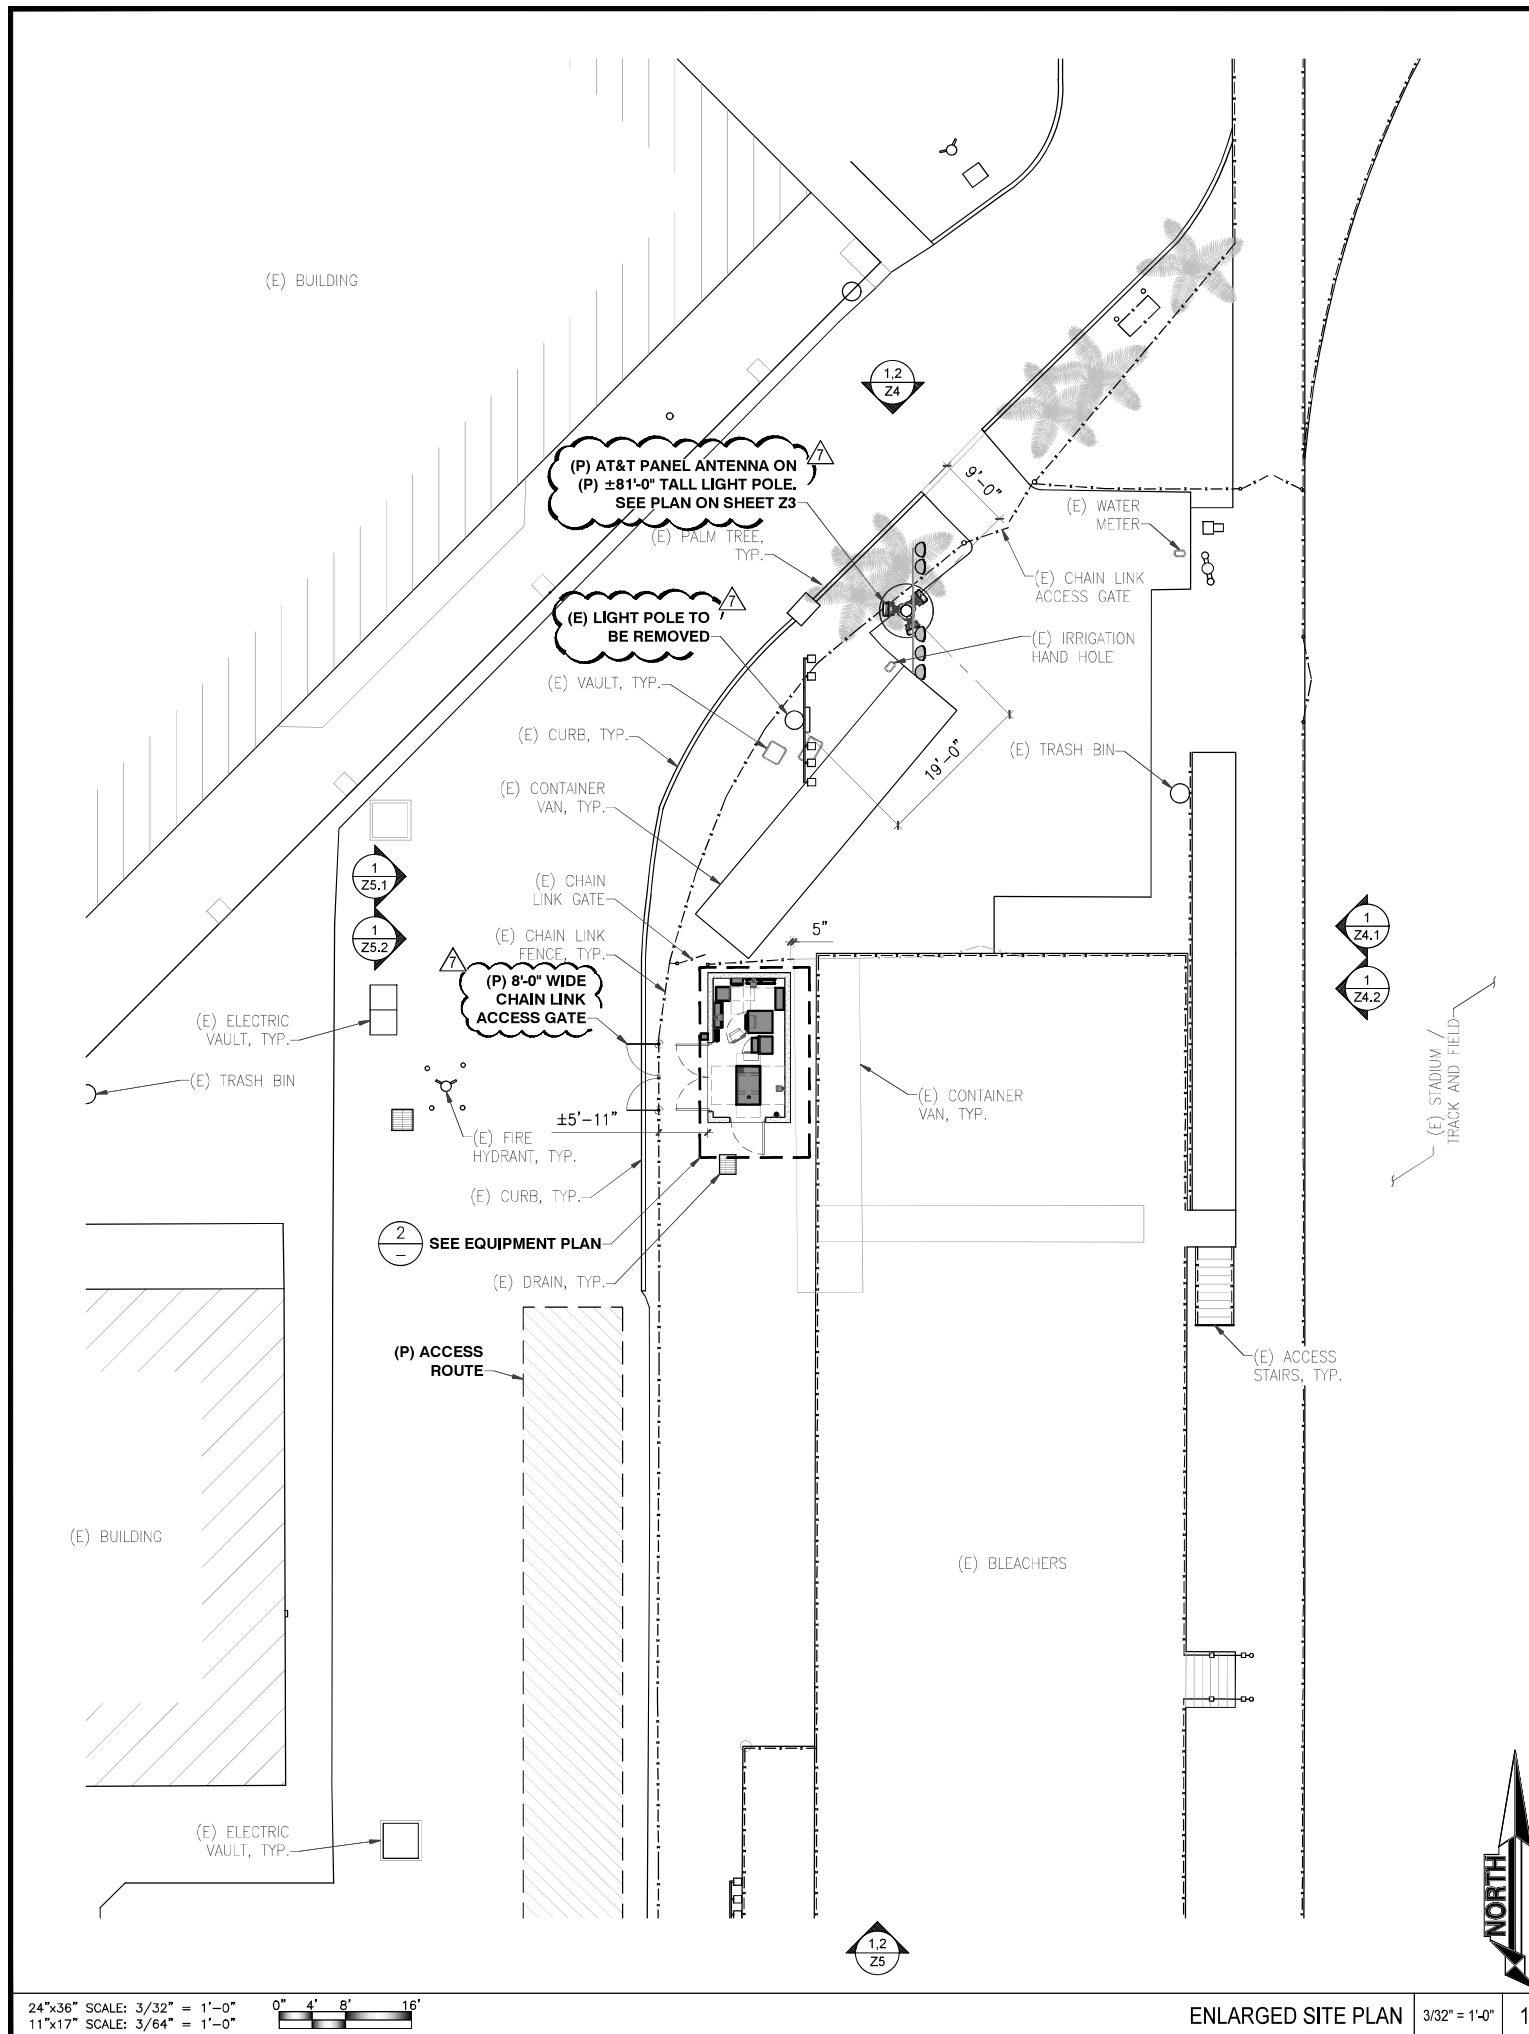 (E) BUILDING
1,2
Z4
7
(P) AT&T PANEL ANTENNA ON
(P) ±81'-0" TALL LIGHT POLE.
SEE PLAN ON SHEET Z3
9'-0"
(E) WATER
METER
(E) PALM TREE,
TYP.
(E) CHAIN LINK
ACCESS GATE
7
(E) LIGHT POLE TO
BE REMOVED
(E) IRRIGATION
HAND HOLE
(E) VAULT, TYP.
(E) CURB, TYP.
19'-0"
(E) TRASH BIN
(E) CONTAINER
VAN, TYP.
1
Z5.1
(E) CHAIN
LINK GATE
1
Z4.1
5"
1
Z5.2
(E) CHAIN LINK
FENCE, TYP.
7
(P) 8'-0" WIDE
CHAIN LINK
ACCESS GATE
1
Z4.2
(E) ELECTRIC
VAULT, TYP.
(E) STADIUM /
TRACK AND FIELD
(E) TRASH BIN
(E) CONTAINER
VAN, TYP.
±5'-11"
(E) FIRE
HYDRANT, TYP.
(E) CURB, TYP.
2
–
SEE EQUIPMENT PLAN
(E) DRAIN, TYP.
(P) ACCESS
ROUTE
(E) ACCESS
STAIRS, TYP.
(E) BUILDING
(E) BLEACHERS
(E) ELECTRIC
VAULT, TYP.
NORTH
1,2
Z5
24"x36" SCALE: 3/32" = 1'-0"
11"x17" SCALE: 3/64" = 1'-0"
0" 4' 8' 16'
ENLARGED SITE PLAN
3/32" = 1'-0"
1